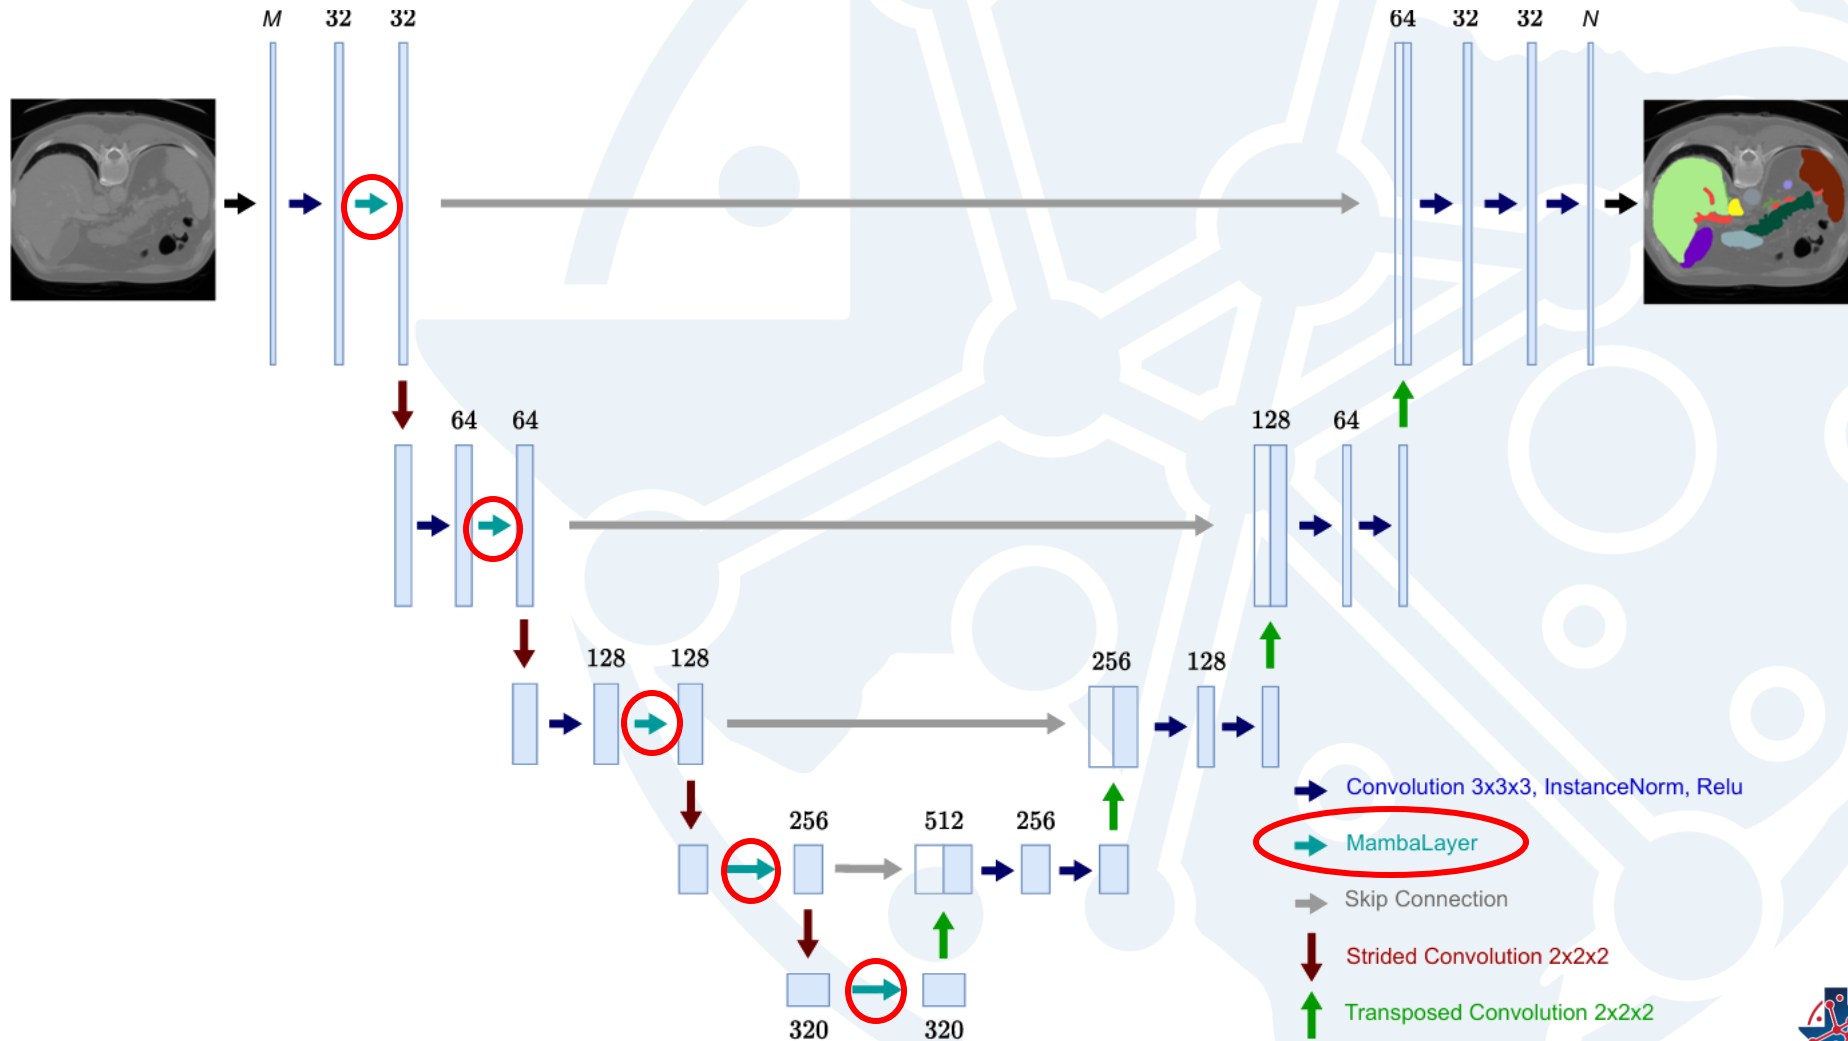 M 32 32
64 32 32 N
64 64
128 64
128 128
256 128
256
512 256
320 320
Convolution 3x3x3, InstanceNorm, Relu
MambaLayer
Skip Connection
Strided Convolution 2x2x2
Transposed Convolution 2x2x2